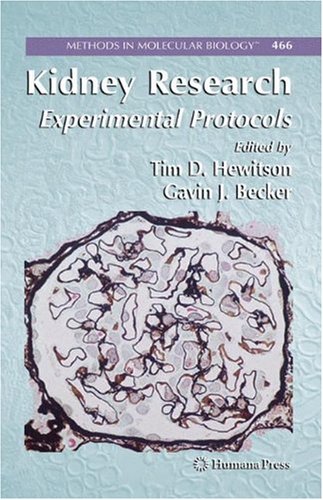 METHODS IN MOLECULAR BIOLOGY™ 466
Kidney Research
Experimental Protocols
Edited by
Tim D. Hewitson
Gavin J. Becker
Humana Press